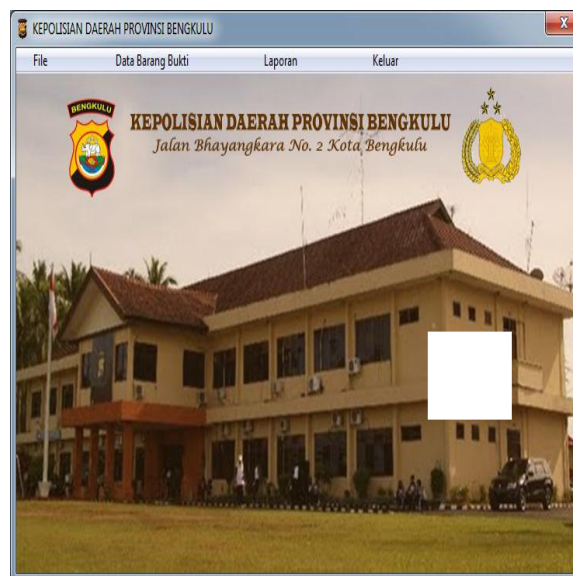 KEPOLISIAN DAERAH PROVINSI BENGKULU
X
File Data Barang Bukti Laporan Keluar
BENGKULU
KEPOLISIAN DAERAH PROVINSI BENGKULU
Jalan Bhayangkara No. 2 Kota Bengkulu